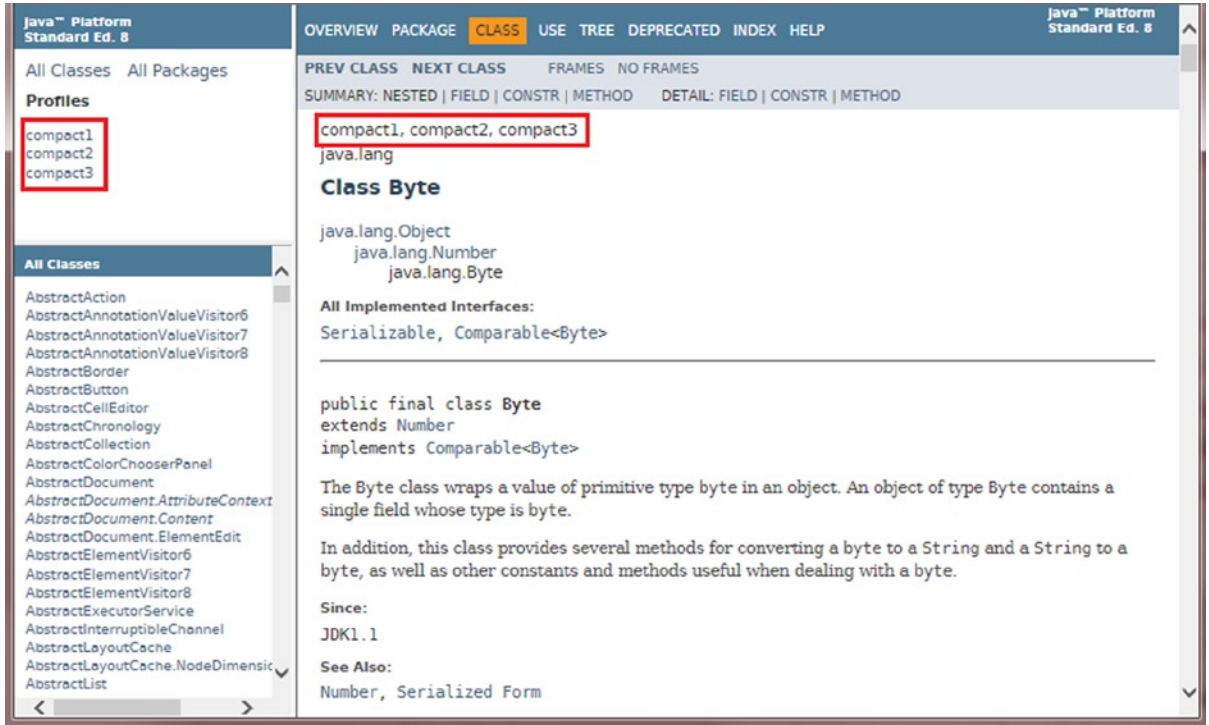 Java™ Platform
Standard Ed. 8
All Classes All Packages
Profiles
compact1
compact2
compact3
All Classes
AbstractAction
AbstractAnnotationValueVisitor6
AbstractAnnotationValueVisitor7
AbstractAnnotationValueVisitor8
AbstractBorder
AbstractButton
AbstractCellEditor
AbstractChronology
AbstractCollection
AbstractColorChooserPanel
AbstractDocument
AbstractDocument.AttributeContext
AbstractDocument.Content
AbstractDocument.ElementEdit
AbstractElementVisitor6
AbstractElementVisitor7
AbstractElementVisitor8
AbstractExecutorService
AbstractInterruptibleChannel
AbstractLayoutCache
AbstractLayoutCache.NodeDimensic
AbstractList
OVERVIEW PACKAGE CLASS USE TREE DEPRECATED INDEX HELP
Java™ Platform
Standard Ed. 8
PREV CLASS NEXT CLASS FRAMES NO FRAMES
SUMMARY: NESTED | FIELD | CONSTR | METHOD DETAIL: FIELD | CONSTR | METHOD
compact1, compact2, compact3
java.lang
Class Byte
java.lang.Object
java.lang.Number
java.lang.Byte
All Implemented Interfaces:
Serializable, Comparable<Byte>
public final class Byte
extends Number
implements Comparable<Byte>
The Byte class wraps a value of primitive type byte in an object. An object of type Byte contains a
single field whose type is byte.
In addition, this class provides several methods for converting a byte to a String and a String to a
byte, as well as other constants and methods useful when dealing with a byte.
Since:
JDK1.1
See Also:
Number, Serialized Form